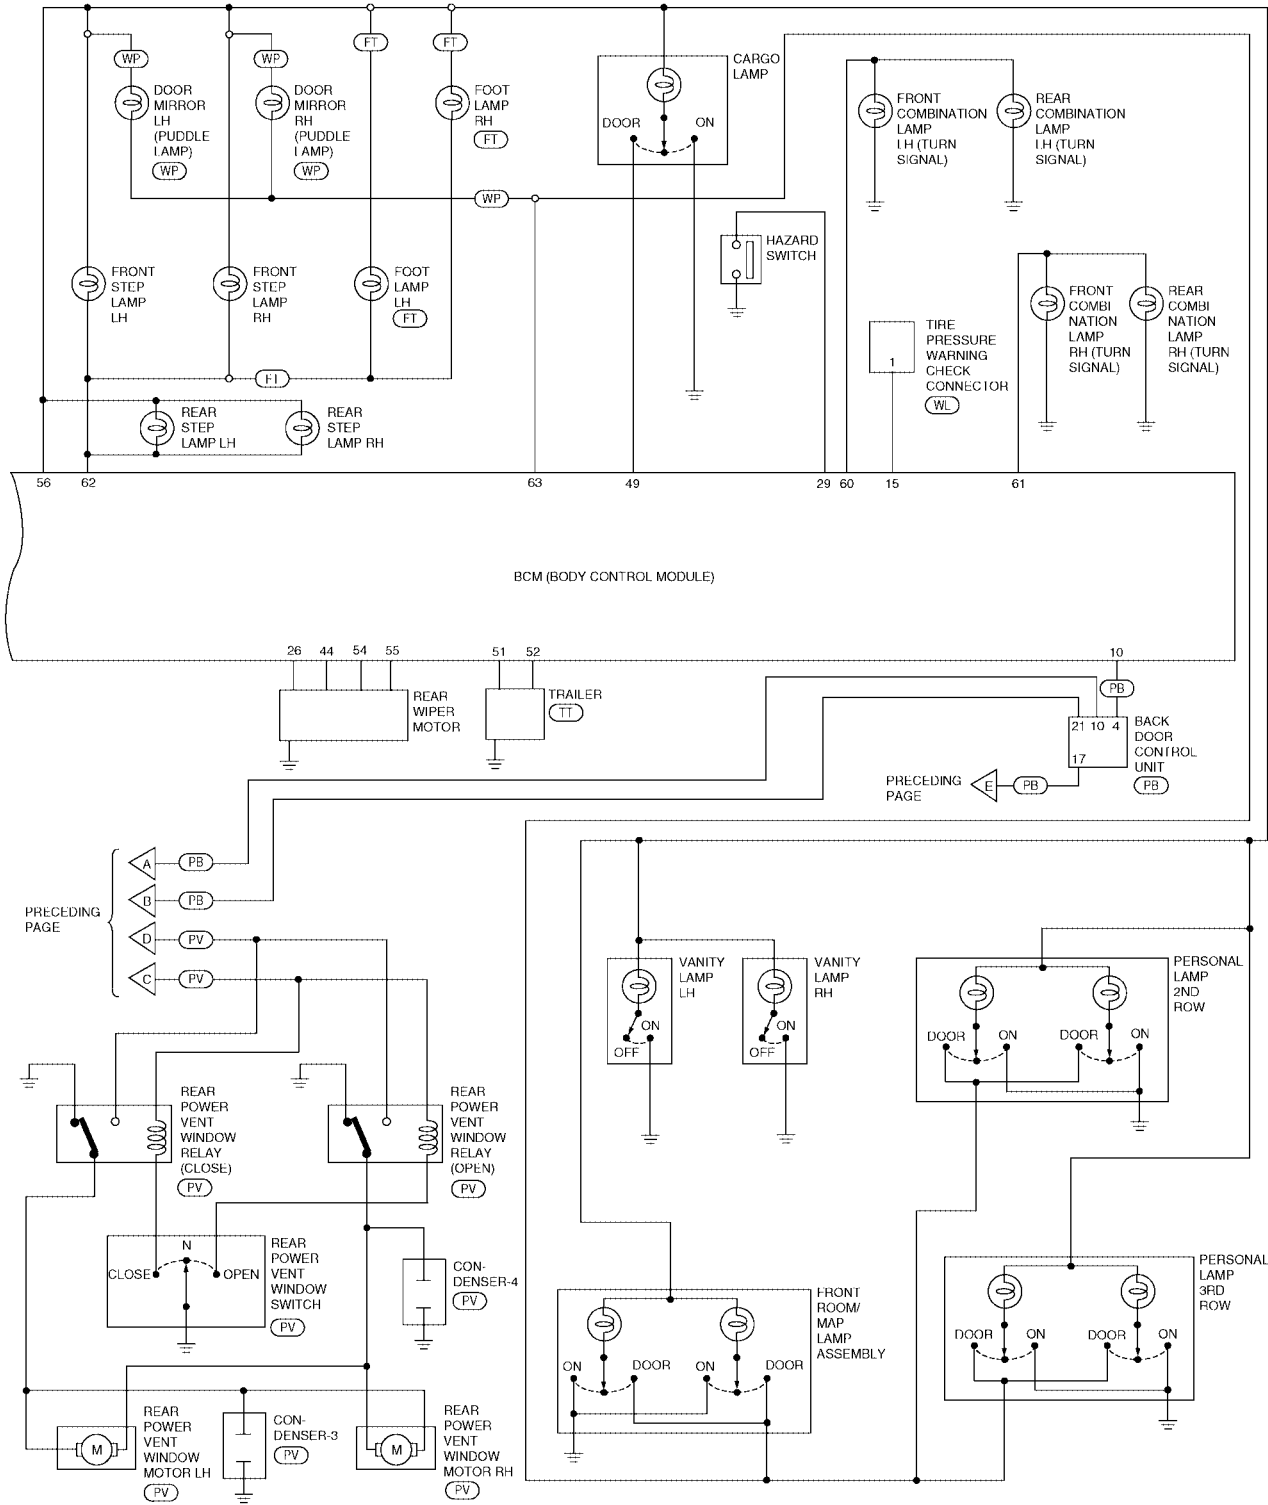 WP
WP
FT
FT
DOOR
MIRROR
LH
(PUDDLE
LAMP)
WP
DOOR
MIRROR
RH
(PUDDLE
LAMP)
WP
FOOT
LAMP
RH
FT
CARGO
LAMP
DOOR
ON
FRONT
COMBINATION
LAMP
LH (TURN
SIGNAL)
REAR
COMBINATION
LAMP
LH (TURN
SIGNAL)
WP
HAZARD
SWITCH
FRONT
STEP
LAMP
LH
FRONT
STEP
LAMP
RH
FOOT
LAMP
LH
FT
FT
FRONT
COMBI
NATION
LAMP
RH (TURN
SIGNAL)
REAR
COMBI
NATION
LAMP
RH (TURN
SIGNAL)
1
TIRE
PRESSURE
WARNING
CHECK
CONNECTOR
WL
REAR
STEP
LAMP LH
REAR
STEP
LAMP RH
56 62 63 49 29 60 15 61
BCM (BODY CONTROL MODULE)
26 44 54 55 51 52 10
REAR
WIPER
MOTOR
TRAILER
TT
PB
21 10 4
17
BACK
DOOR
CONTROL
UNIT
PB
PRECEDING
PAGE
E
PB
PRECEDING
PAGE
A PB
B PB
D PV
C PV
REAR
POWER
VENT
WINDOW
RELAY
(CLOSE)
PV
REAR
POWER
VENT
WINDOW
RELAY
(OPEN)
PV
VANITY
LAMP
LH
ON
OFF
VANITY
LAMP
RH
ON
OFF
PERSONAL
LAMP
2ND
ROW
DOOR ON DOOR ON
N
CLOSE OPEN
REAR
POWER
VENT
WINDOW
SWITCH
PV
CON-
DENSER-4
PV
FRONT
ROOM/
MAP
LAMP
ASSEMBLY
ON DOOR ON DOOR
PERSONAL
LAMP
3RD
ROW
DOOR ON DOOR ON
M
REAR
POWER
VENT
WINDOW
MOTOR LH
PV
CON-
DENSER-3
PV
M
REAR
POWER
VENT
WINDOW
MOTOR RH
PV